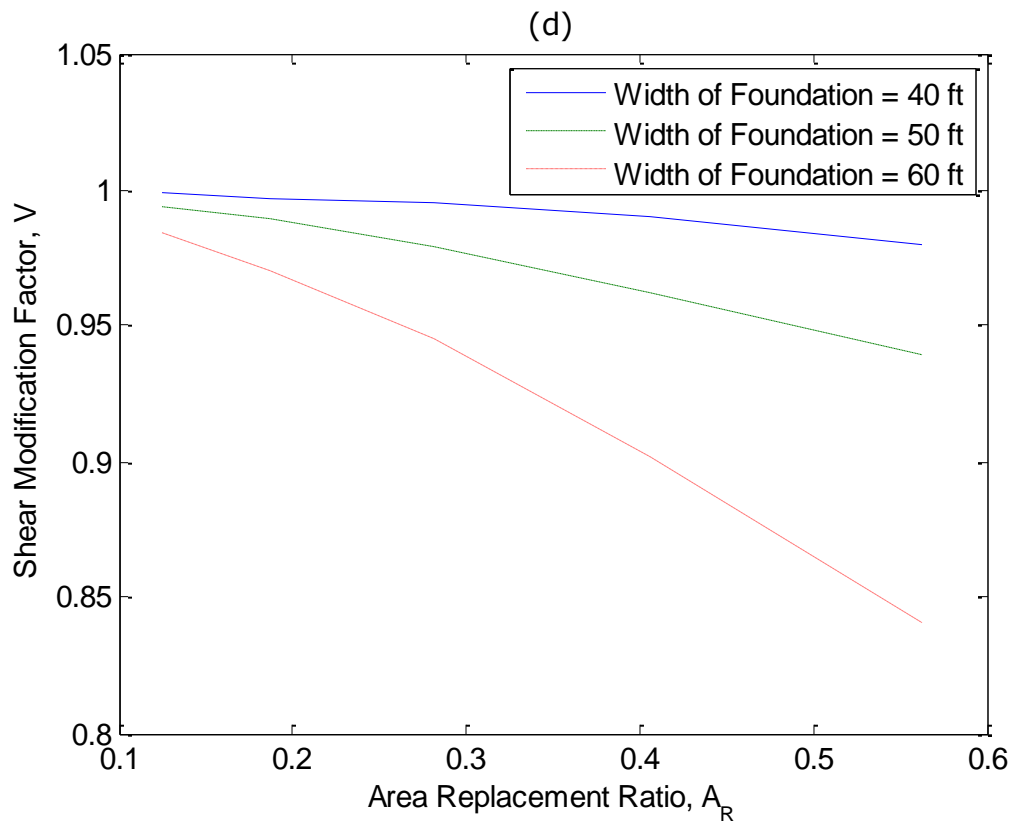 (d)
1.05
1
0.95
0.9
0.85
0.8
0.1
0.2
0.3
0.4
0.5
0.6
Shear Modification Factor, V
Area Replacement Ratio, A_R
Width of Foundation = 40 ft
Width of Foundation = 50 ft
Width of Foundation = 60 ft